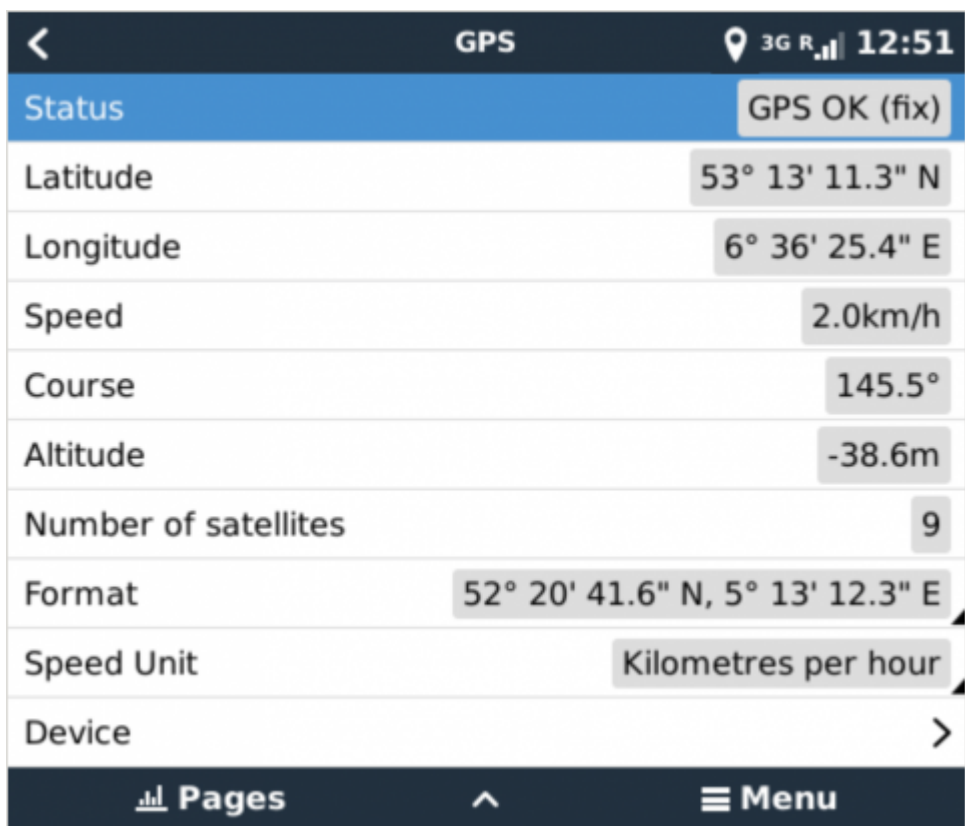 GPS 3G R 12:51
Status GPS OK (fix)
Latitude 53° 13' 11.3" N
Longitude 6° 36' 25.4" E
Speed 2.0km/h
Course 145.5°
Altitude -38.6m
Number of satellites 9
Format 52° 20' 41.6" N, 5° 13' 12.3" E
Speed Unit Kilometres per hour
Device
Pages Menu